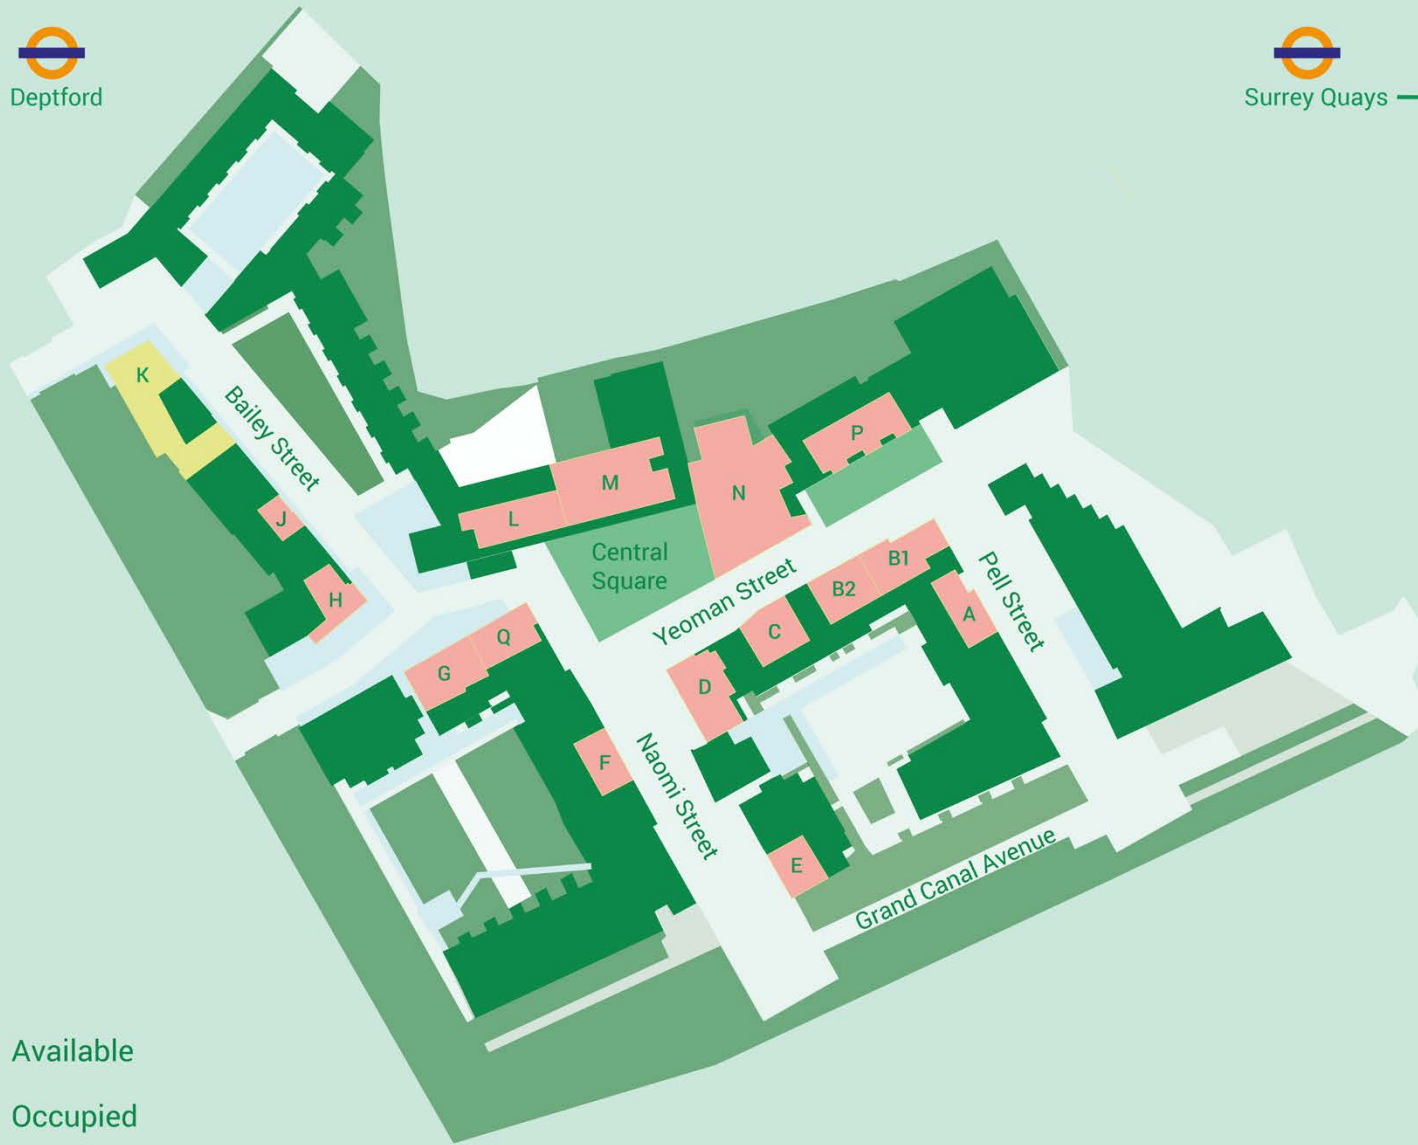 Deptford
Surrey Quays
K
Bailey Street
P
M
N
J
L
Central
Square
B1
Pell Street
Yeoman Street
B2
H
A
C
Q
G
D
F
Naomi Street
E
Grand Canal Avenue
Available
Occupied